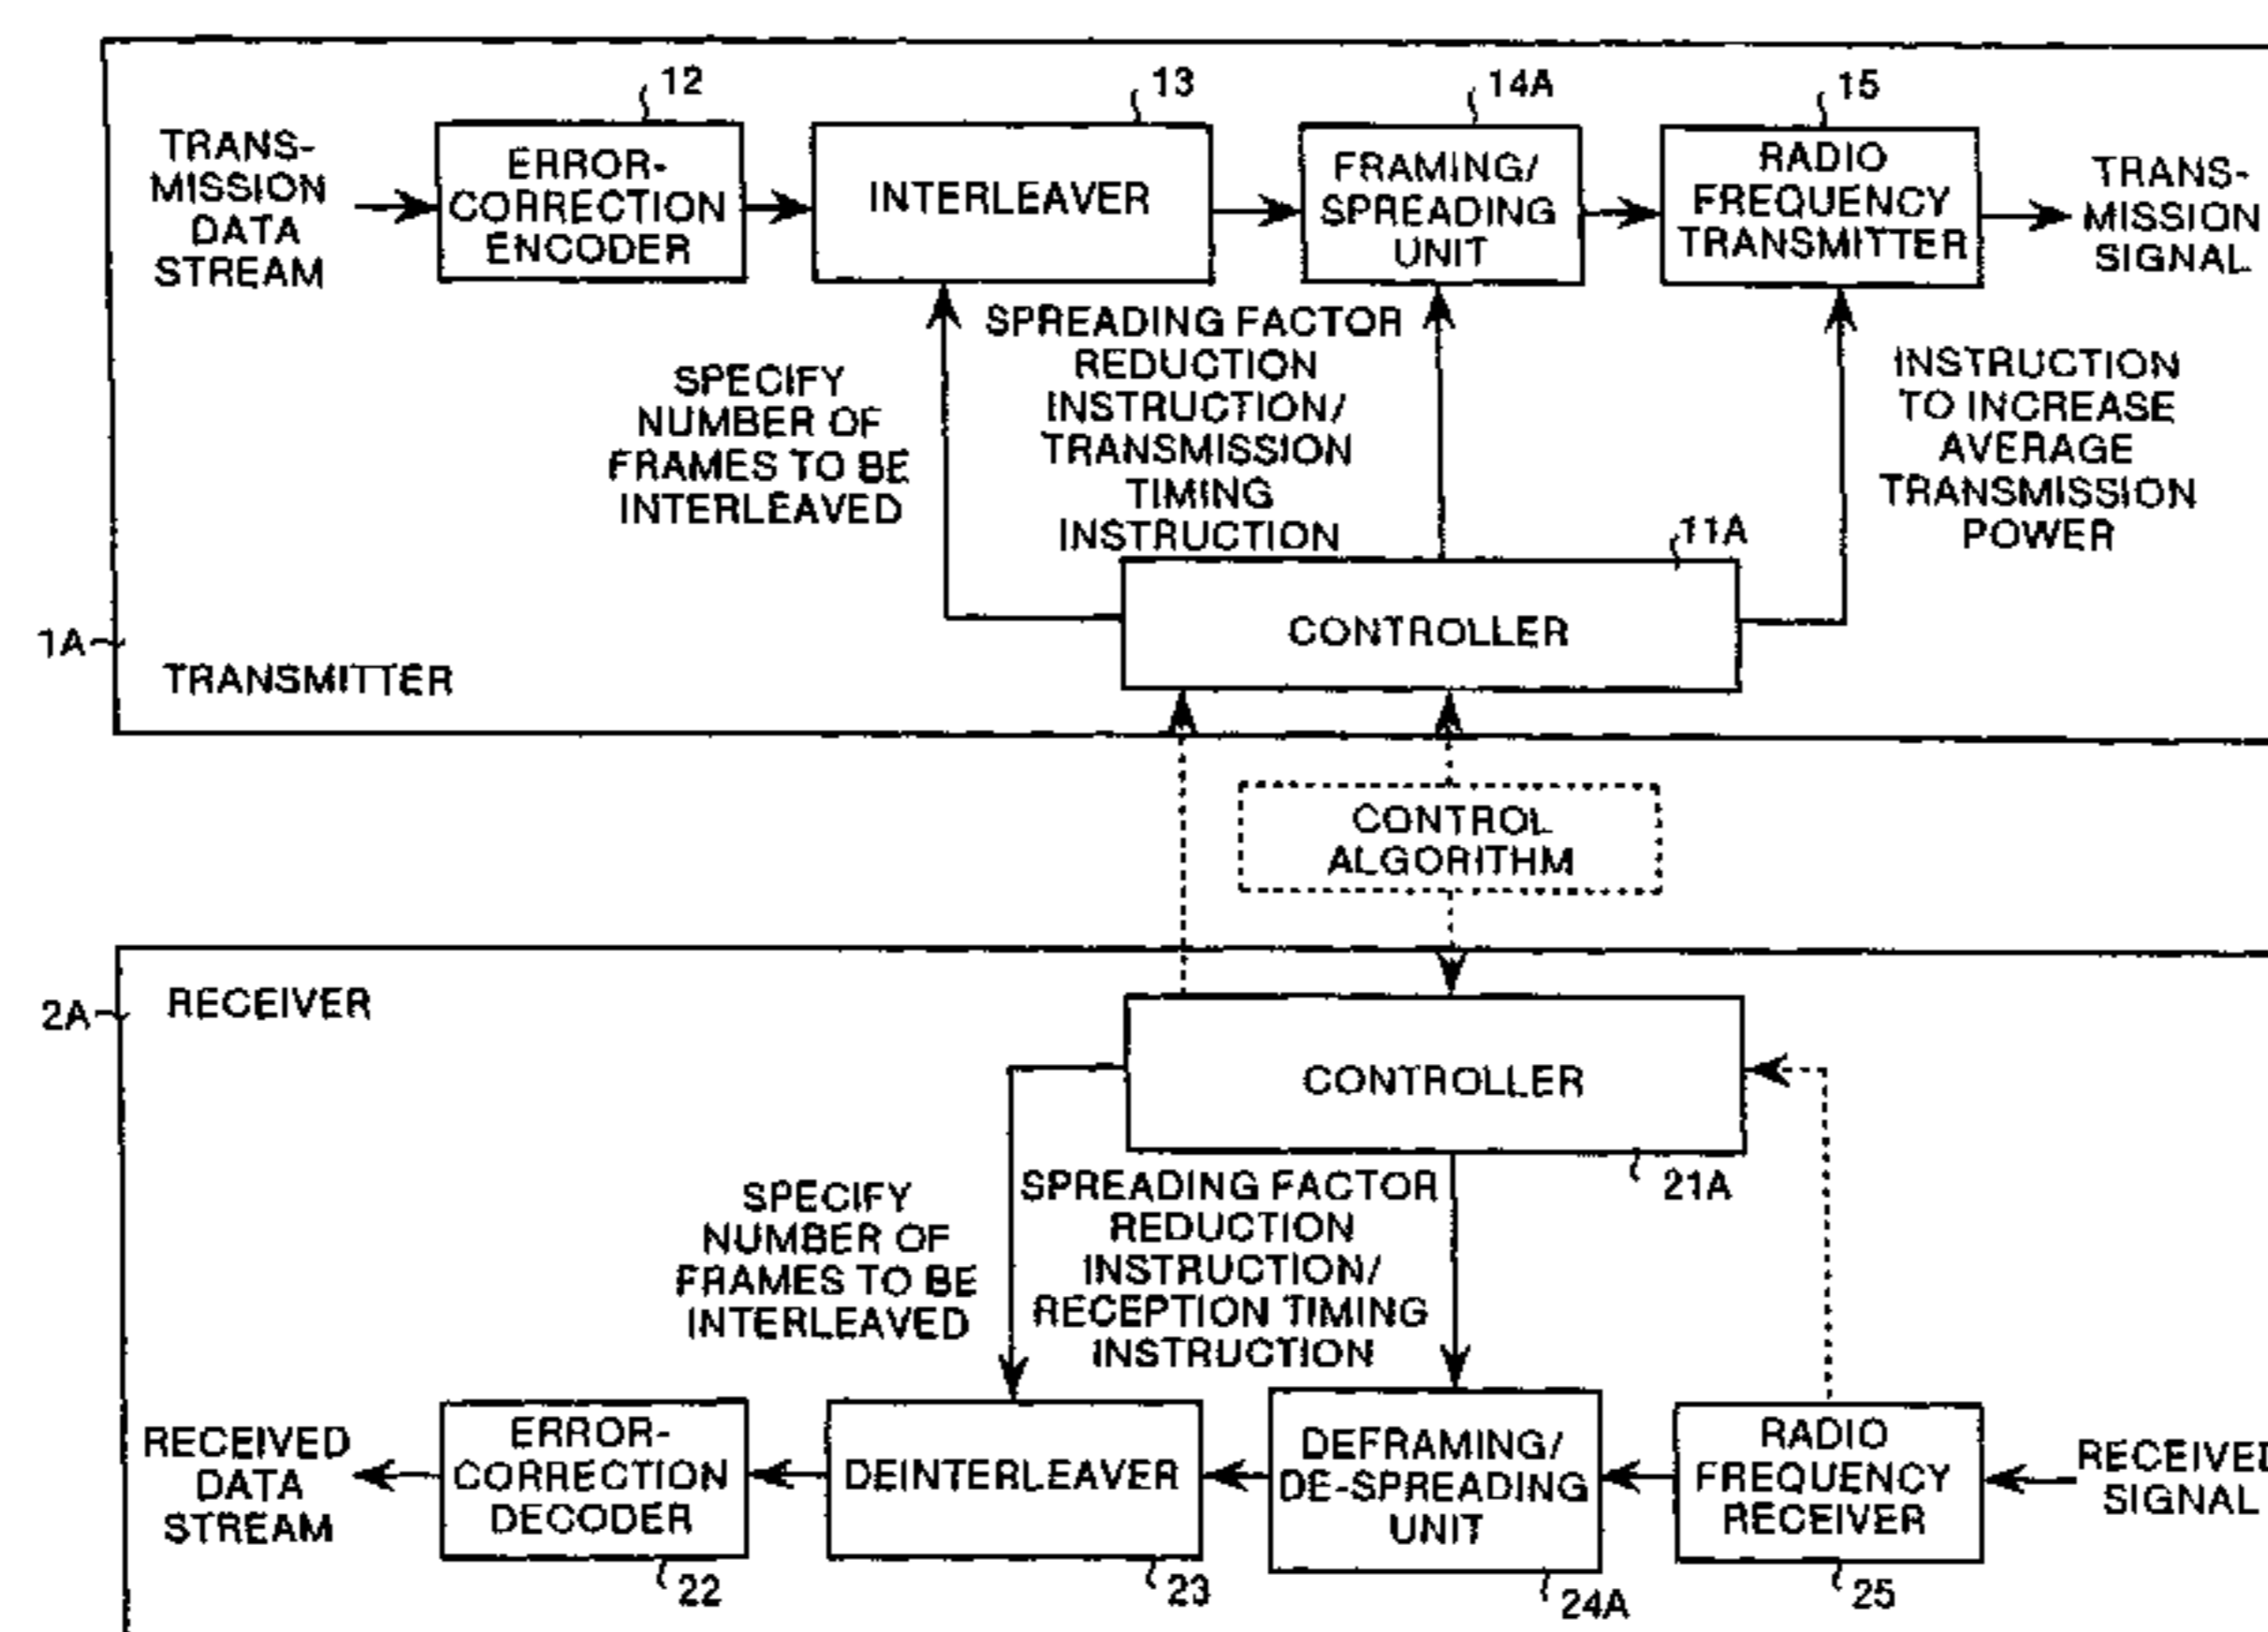 12
13
14A
15
TRANS-
MISSION
DATA
STREAM
ERROR-
CORRECTION
ENCODER
INTERLEAVER
FRAMING/
SPREADING
UNIT
RADIO
FREQUENCY
TRANSMITTER
TRANS-
MISSION
SIGNAL
SPECIFY
NUMBER OF
FRAMES TO BE
INTERLEAVED
SPREADING FACTOR
REDUCTION
INSTRUCTION/
TRANSMISSION
TIMING
INSTRUCTION
INSTRUCTION
TO INCREASE
AVERAGE
TRANSMISSION
POWER
11A
CONTROLLER
1A
TRANSMITTER
CONTROL
ALGORITHM
2A
RECEIVER
CONTROLLER
21A
SPECIFY
NUMBER OF
FRAMES TO BE
INTERLEAVED
SPREADING FACTOR
REDUCTION
INSTRUCTION/
RECEPTION TIMING
INSTRUCTION
RECEIVED
DATA
STREAM
ERROR-
CORRECTION
DECODER
DEINTERLEAVER
DEFRAMING/
DE-SPREADING
UNIT
RADIO
FREQUENCY
RECEIVER
RECEIVED
SIGNAL
22
23
24A
25